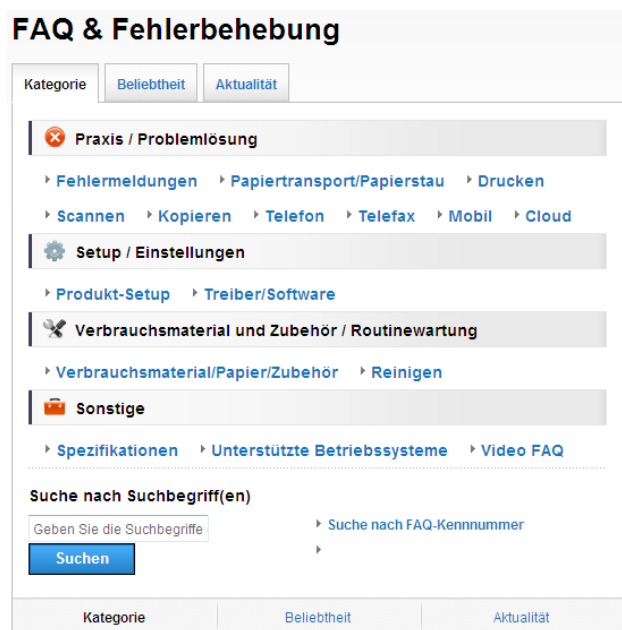 FAQ & Fehlerbehebung
Kategorie Beliebtheit Aktualität
Praxis / Problemlösung
Fehlermeldungen Papiertransport/Papierstau Drucken
Scannen Kopieren Telefon Telefax Mobil Cloud
Setup / Einstellungen
Produkt-Setup Treiber/Software
Verbrauchsmaterial und Zubehör / Routinewartung
Verbrauchsmaterial/Papier/Zubehör Reinigen
Sonstige
Spezifikationen Unterstützte Betriebssysteme Video FAQ
Suche nach Suchbegriff(en)
Geben Sie die Suchbegriffe Suche nach FAQ-Kennnummer
Suchen
Kategorie Beliebtheit Aktualität